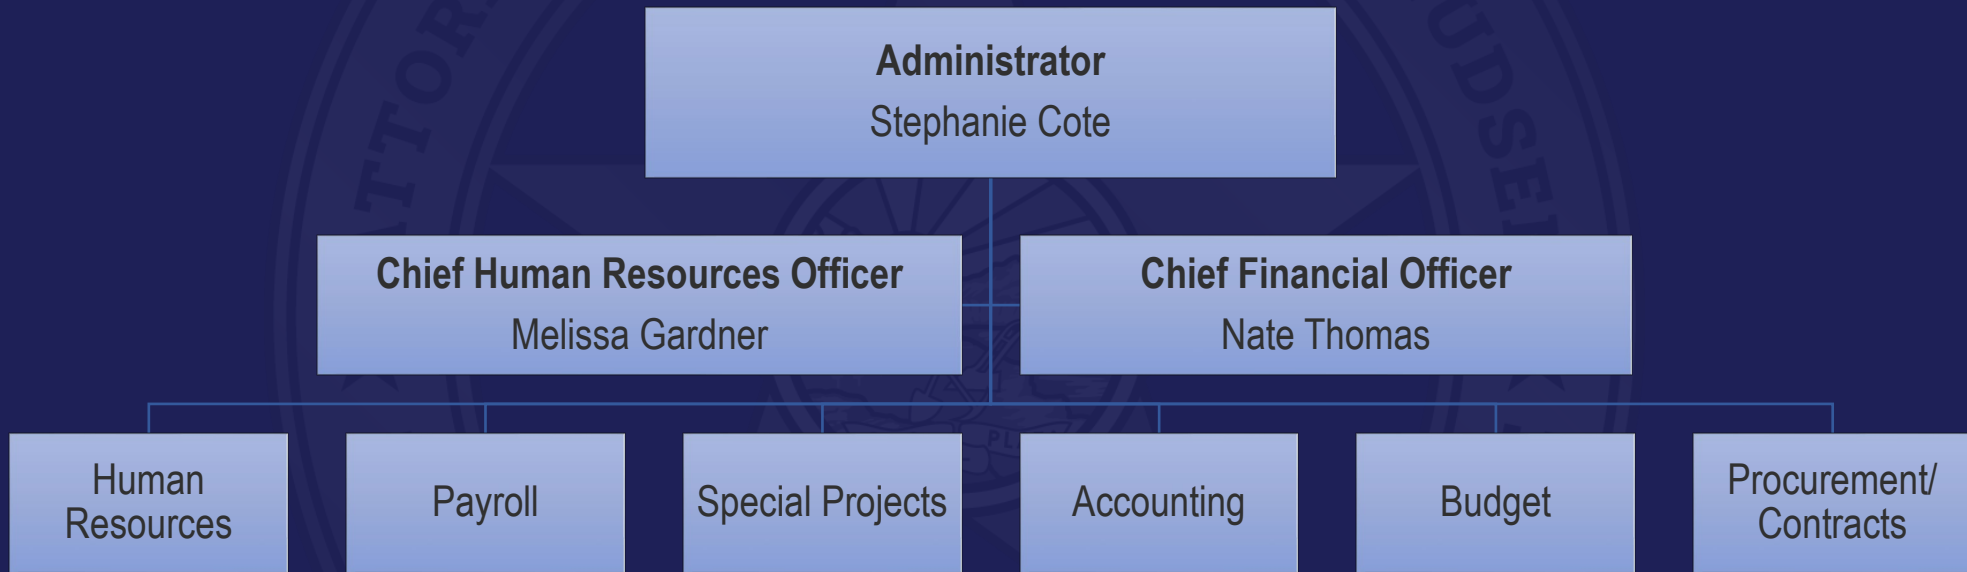 Administrator
Stephanie Cote
Chief Human Resources Officer
Melissa Gardner
Chief Financial Officer
Nate Thomas
Human
Resources
Payroll
Special Projects
Accounting
Budget
Procurement/
Contracts